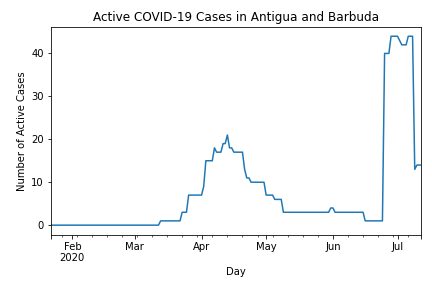 Active COVID-19 Cases in Antigua and Barbuda
Number of Active Cases
40
30
20
10
0
Feb Mar Apr May Jun Jul
2020
Day